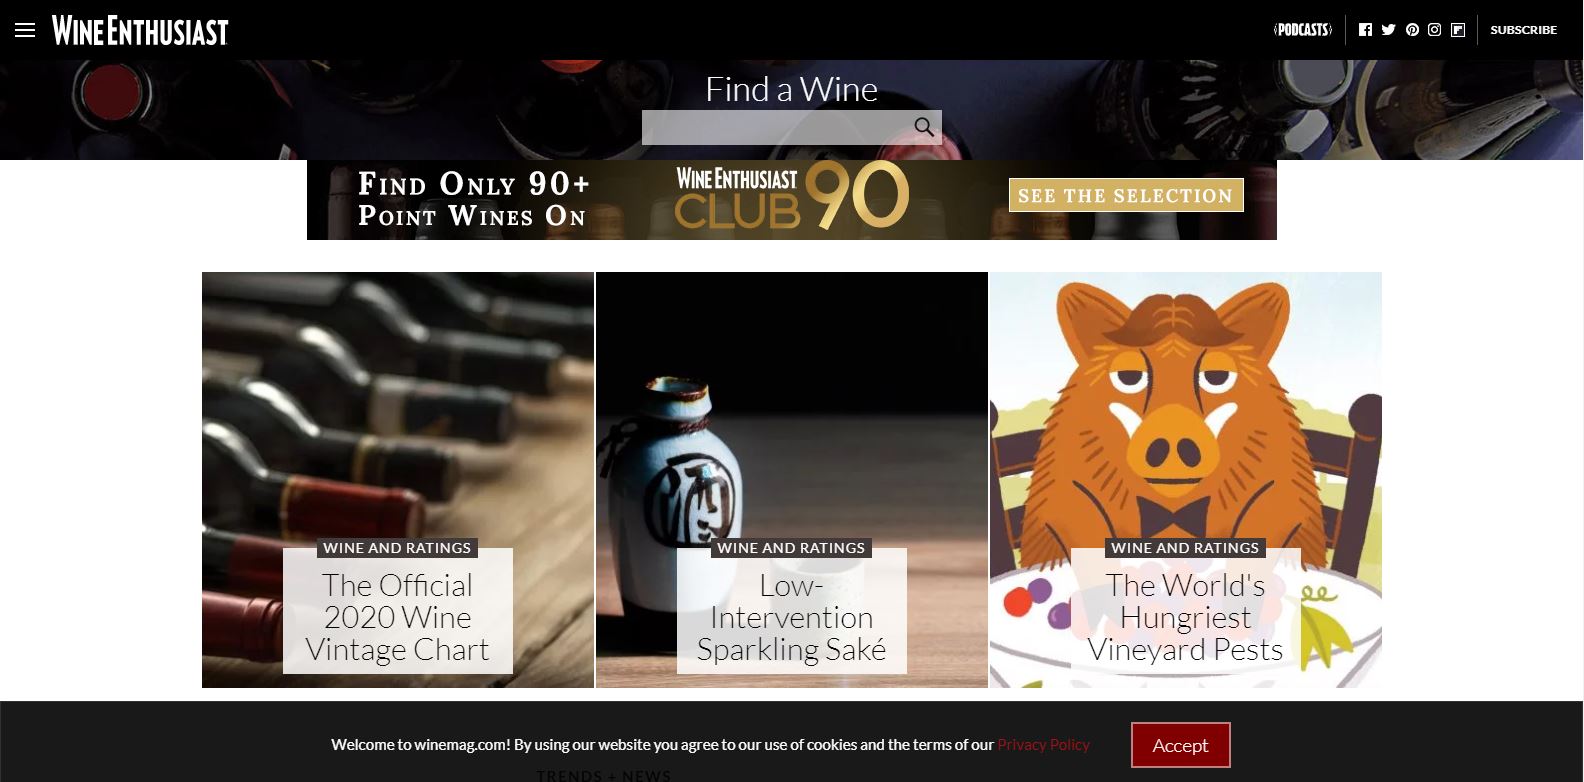 WINE ENTHUSIAST
PODCASTS
SUBSCRIBE
Find a Wine
FIND ONLY 90+
POINT WINES ON
WINE ENTHUSIAST
CLUB 90
SEE THE SELECTION
酒
WINE AND RATINGS
The Official
2020 Wine
Vintage Chart
WINE AND RATINGS
Low-
Intervention
Sparkling Saké
WINE AND RATINGS
The World's
Hungriest
Vineyard Pests
Welcome to winemag.com! By using our website you agree to our use of cookies and the terms of our Privacy Policy
Accept
TRENDS + NEWS